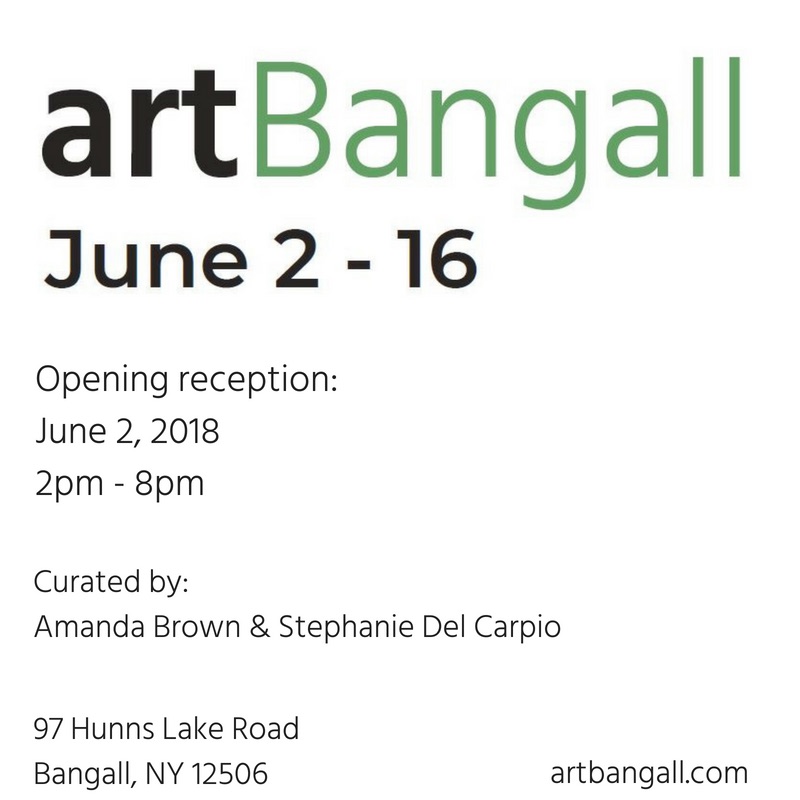 artBangall
June 2 - 16
Opening reception:
June 2, 2018
2pm - 8pm
Curated by:
Amanda Brown & Stephanie Del Carpio
97 Hunns Lake Road
Bangall, NY 12506
artbangall.com